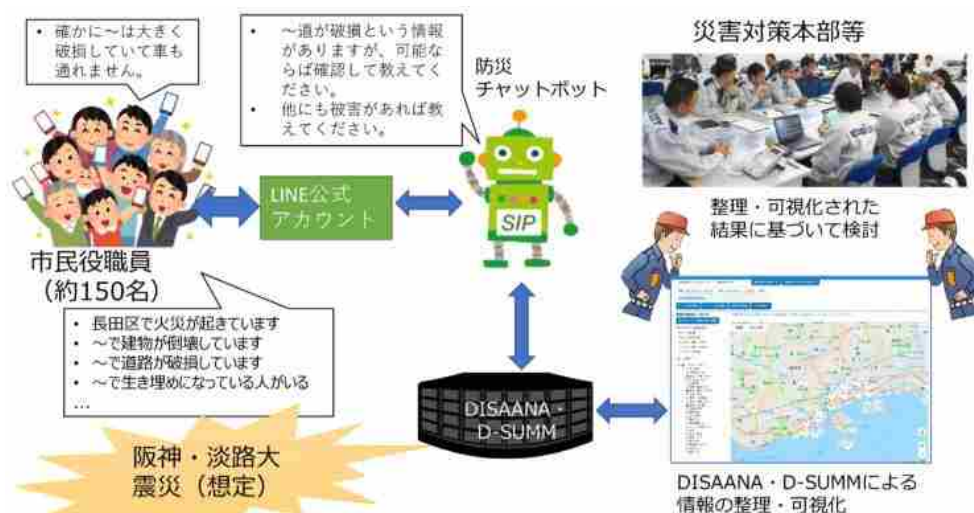 • 確かに～は大きく
破損していて車も
通れません。
• ～道が破損という情報
がありますが、可能な
らば確認して教えてく
ださい。
• 他にも被害があれば教
えてください。
防災
チャットボット
災害対策本部等
LINE公式
アカウント
SIP
整理・可視化された
結果に基づいて検討
市民役職員
（約150名）
• 長田区で火災が起きています
• ～で建物が倒壊しています
• ～で道路が破損しています
• ～で生き埋めになっている人がいる
…
DISAANA・
D-SUMM
阪神・淡路大
震災（想定）
DISAANA・D-SUMMによる
情報の整理・可視化